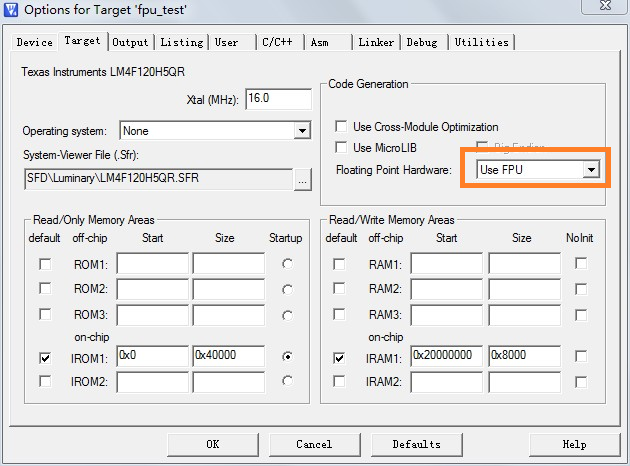 Options for Target 'fpu_test'
Device Target Output Listing User C/C++ Asm Linker Debug Utilities
Texas Instruments LM4F120H5QR
Xtal (MHz): 16.0
Operating system: None
System-Viewer File (.Sfr):
SFD\Luminary\LM4F120H5QR.SFR ...
Code Generation
Use Cross-Module Optimization
Use MicroLIB Big Endian
Floating Point Hardware: Use FPU
Read/Only Memory Areas
default off-chip Start Size Startup
ROM1:
ROM2:
ROM3:
on-chip
IROM1: 0x0 0x40000
IROM2:
Read/Write Memory Areas
default off-chip Start Size NoInit
RAM1:
RAM2:
RAM3:
on-chip
IRAM1: 0x20000000 0x8000
IRAM2:
OK Cancel Defaults Help